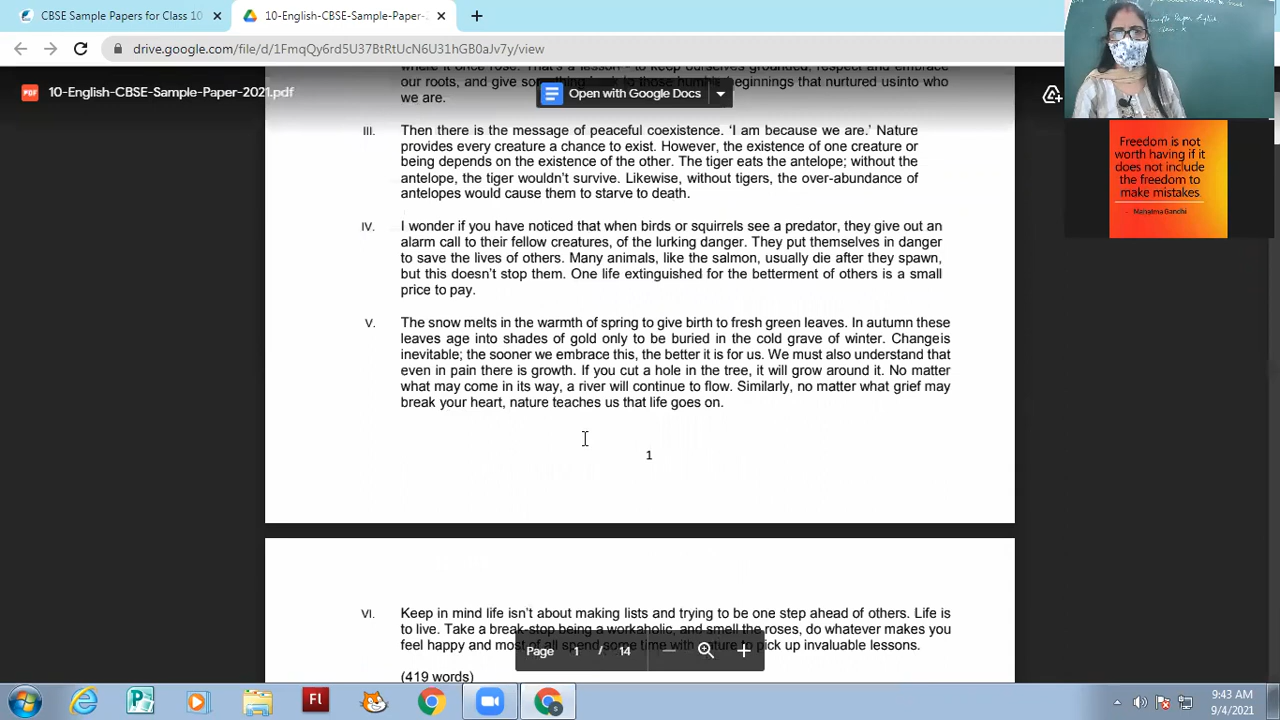 CBSE Sample Papers for Class 10
10-English-CBSE-Sample-Paper-
drive.google.com/file/d/1FmqQy6rd5U37BtRtUcN6U31hGB0aJv7y/view
10-English-CBSE-Sample-Paper-2021.pdf
Open with Google Docs
our roots, and give something back to those humble beginnings that nurtured usinto who
we are.
III. Then there is the message of peaceful coexistence. ‘I am because we are.’ Nature
provides every creature a chance to exist. However, the existence of one creature or
being depends on the existence of the other. The tiger eats the antelope; without the
antelope, the tiger wouldn’t survive. Likewise, without tigers, the over-abundance of
antelopes would cause them to starve to death.
IV. I wonder if you have noticed that when birds or squirrels see a predator, they give out an
alarm call to their fellow creatures, of the lurking danger. They put themselves in danger
to save the lives of others. Many animals, like the salmon, usually die after they spawn,
but this doesn’t stop them. One life extinguished for the betterment of others is a small
price to pay.
V. The snow melts in the warmth of spring to give birth to fresh green leaves. In autumn these
leaves age into shades of gold only to be buried in the cold grave of winter. Changeis
inevitable; the sooner we embrace this, the better it is for us. We must also understand that
even in pain there is growth. If you cut a hole in the tree, it will grow around it. No matter
what may come in its way, a river will continue to flow. Similarly, no matter what grief may
break your heart, nature teaches us that life goes on.
1
VI. Keep in mind life isn’t about making lists and trying to be one step ahead of others. Life is
to live. Take a break-stop being a workaholic, and smell the roses, do whatever makes you
feel happy and most of all spend some time with nature to pick up invaluable lessons.
(419 words)
Page 1 / 14
Freedom is not
worth having if it
does not include
the freedom to
make mistakes
- Mahatma Gandhi
9:43 AM
9/4/2021